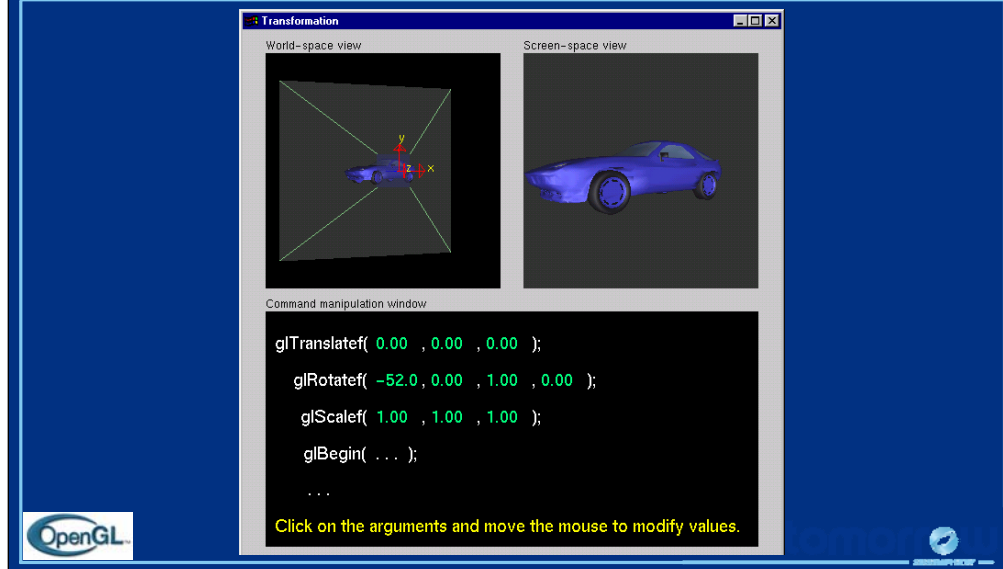 Transformation
World-space view
Screen-space view
y
z x
Command manipulation window
glTranslatef( 0.00 , 0.00 , 0.00 );
glRotatef( -52.0 , 0.00 , 1.00 , 0.00 );
glScalef( 1.00 , 1.00 , 1.00 );
glBegin( . . . );
. . .
Click on the arguments and move the mouse to modify values.
OpenGL
tomorrow